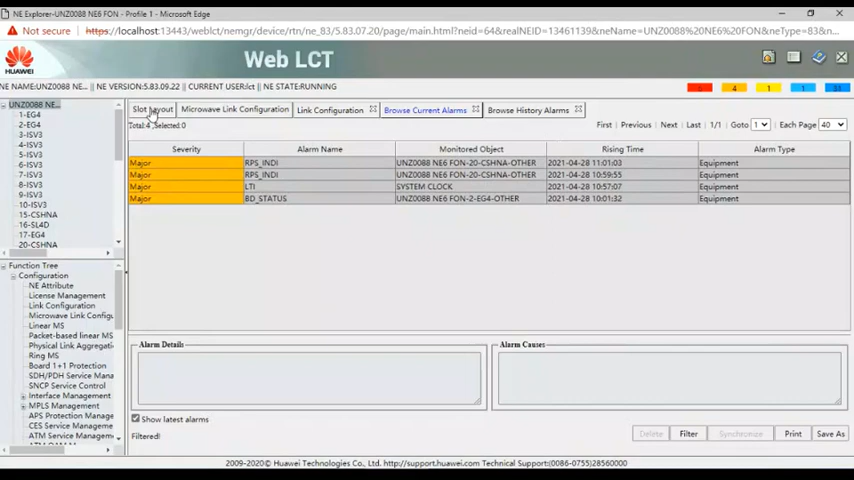 NE Explorer-UNZ0088 NE6 FON - Profile 1 - Microsoft Edge
Not secure | https://localhost:13443/weblct/nemgr/device/rtn/ne_83/5.83.07.20/page/main.html?neid=64&realNEID=13461139&neName=UNZ0088%20NE6%20FON&neType=83&n
HUAWEI
Web LCT
NE NAME:UNZ0088 NE... // NE VERSION:5.83.09.22 // CURRENT USER:lct // NE STATE:RUNNING
4 1 1
UNZ0088 NE...
1-EG4
2-EG4
3-ISV3
4-ISV3
5-ISV3
6-ISV3
7-ISV3
8-ISV3
9-ISV3
10-ISV3
15-CSHNA
16-SL4D
17-EG4
20-CSHNA
Function Tree
Configuration
NE Attribute
License Management
Link Configuration
Microwave Link Config
Linear MS
Packet-based linear MS
Physical Link Aggregati
Ring MS
Board 1+1 Protection
SDH/PDH Service Mana
SNCP Service Control
Interface Management
MPLS Management
APS Protection Manage
CES Service Manageme
ATM Service Managem
Slot Layout Microwave Link Configuration Link Configuration Browse Current Alarms Browse History Alarms
Total:4 ,Selected:0 First | Previous | Next | Last | 1/1 | Goto 1 | Each Page 40
Severity Alarm Name Monitored Object Rising Time Alarm Type
Major RPS_INDI UNZ0088 NE6 FON-20-CSHNA-OTHER 2021-04-28 11:01:03 Equipment
Major RPS_INDI UNZ0088 NE6 FON-20-CSHNA-OTHER 2021-04-28 10:59:55 Equipment
Major LTI SYSTEM CLOCK 2021-04-28 10:57:07 Equipment
Major BD_STATUS UNZ0088 NE6 FON-2-EG4-OTHER 2021-04-28 10:01:32 Equipment
Alarm Details Alarm Causes
Show latest alarms
Filtered!
Delete Filter Synchronize Print Save As
2009-2020© Huawei Technologies Co., Ltd. http://support.huawei.com Technical Support:(0086-0755)28560000